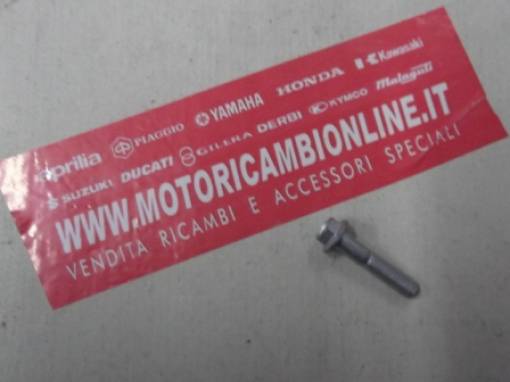 aprilia PIAGGIO YAMAHA HONDA Kawasaki
SUZUKI DUCATI GILERA DERBI KYMCO Malaguti
WWW.MOTORICAMBIONLINE.IT
VENDITA RICAMBI E ACCESSORI SPECIALI